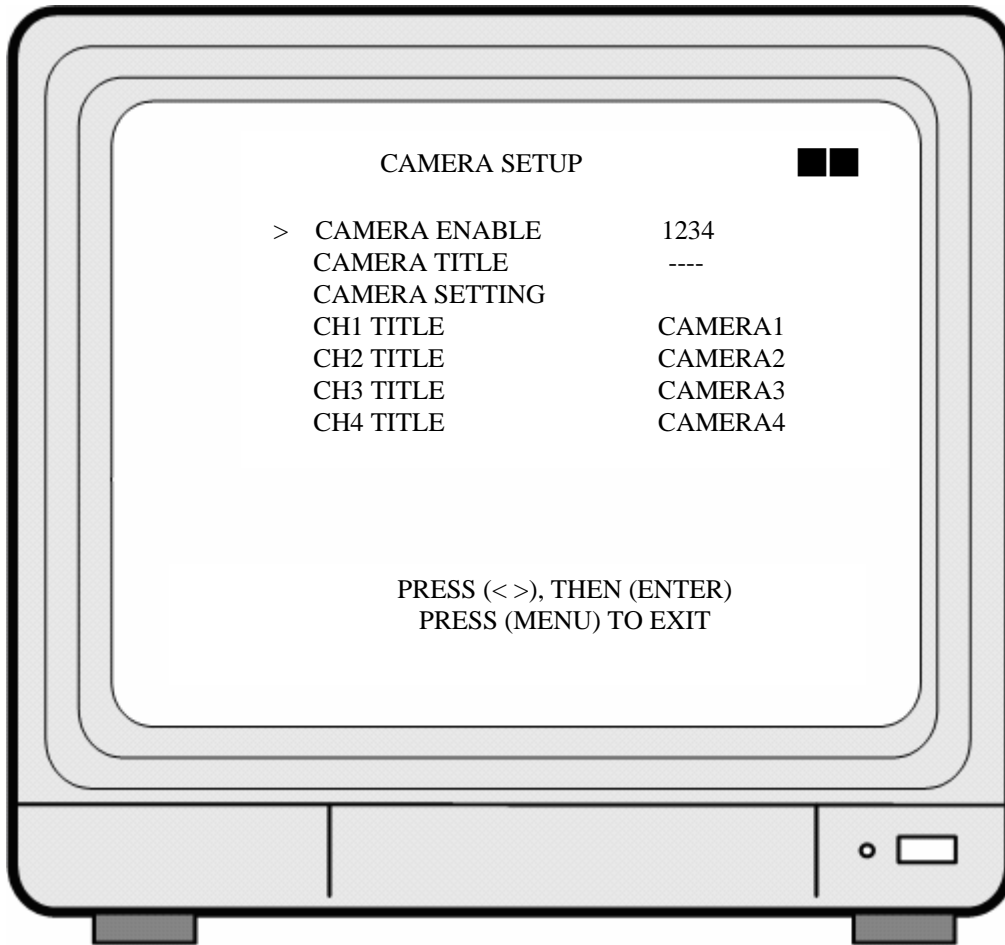 CAMERA SETUP
> CAMERA ENABLE 1234
CAMERA TITLE ----
CAMERA SETTING
CH1 TITLE CAMERA1
CH2 TITLE CAMERA2
CH3 TITLE CAMERA3
CH4 TITLE CAMERA4
PRESS (< >), THEN (ENTER)
PRESS (MENU) TO EXIT